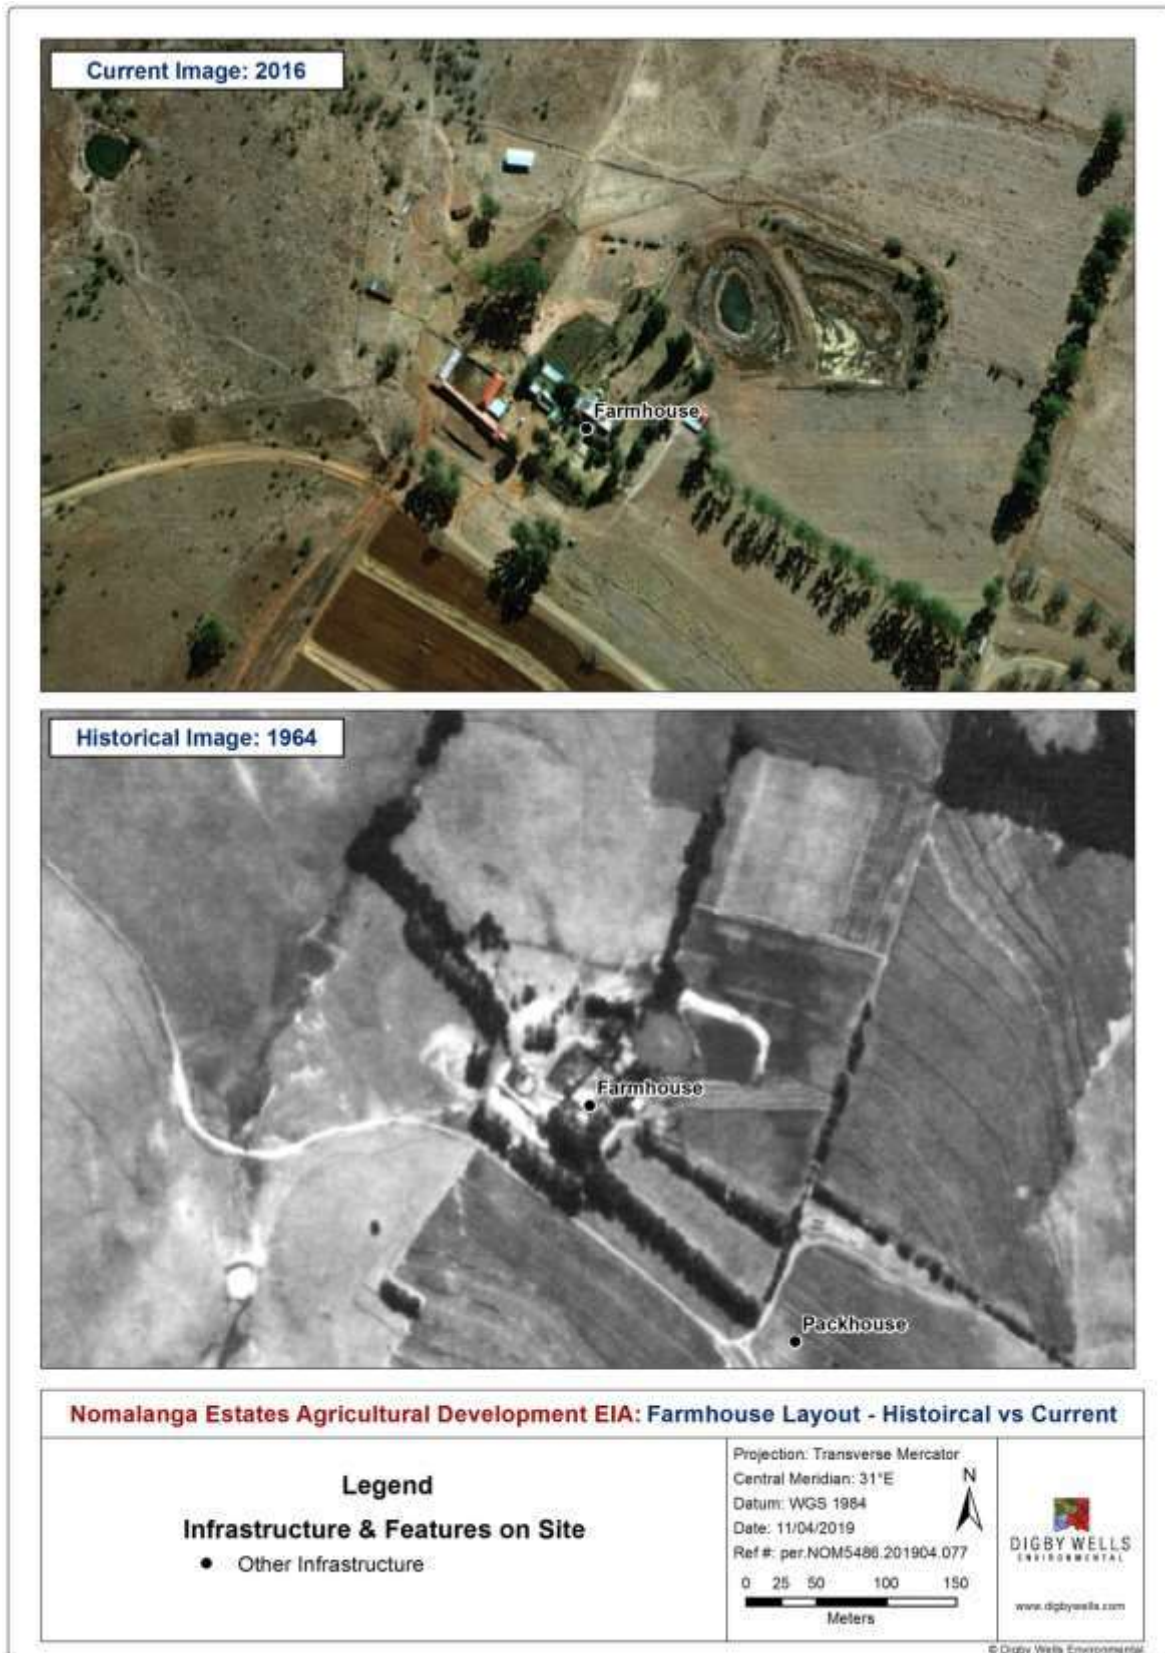 Current Image: 2016
Farmhouse
Historical Image: 1964
Farmhouse
Packhouse
Nomalanga Estates Agricultural Development EIA: Farmhouse Layout - Histoircal vs Current
Legend
Infrastructure & Features on Site
Other Infrastructure
Projection: Transverse Mercator
Central Meridian: 31°E
Datum: WGS 1984
Date: 11/04/2019
Ref #: per.NOM5486.201904.077
N
0 25 50 100 150
Meters
DIGBY WELLS
ENVIRONMENTAL
www.digbywells.com
© Digby Wells Environmental